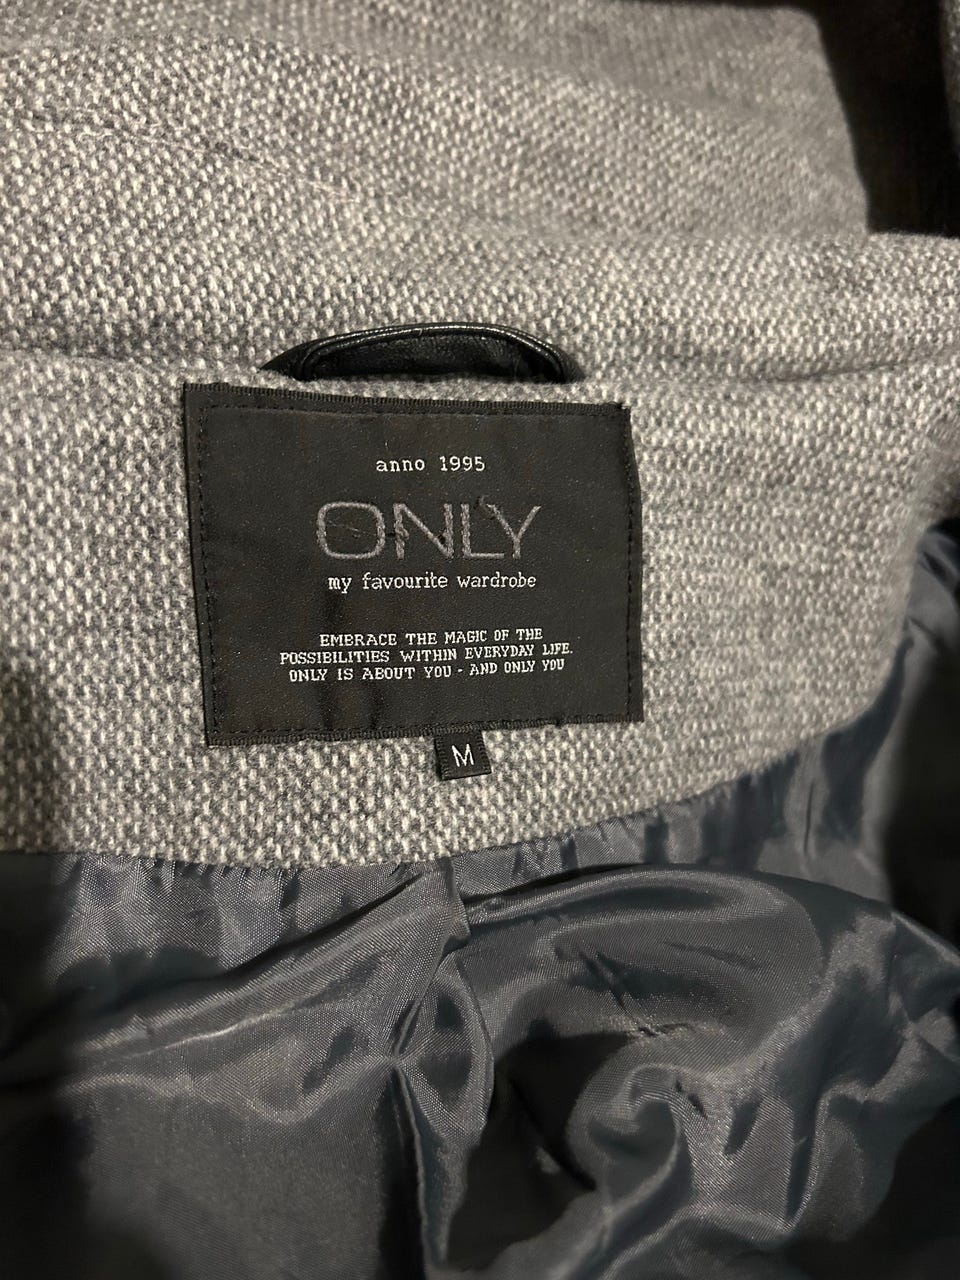 anno 1995
ONLY
my favourite wardrobe
EMBRACE THE MAGIC OF THE
POSSIBILITIES WITHIN EVERYDAY LIFE.
ONLY IS ABOUT YOU - AND ONLY YOU
M